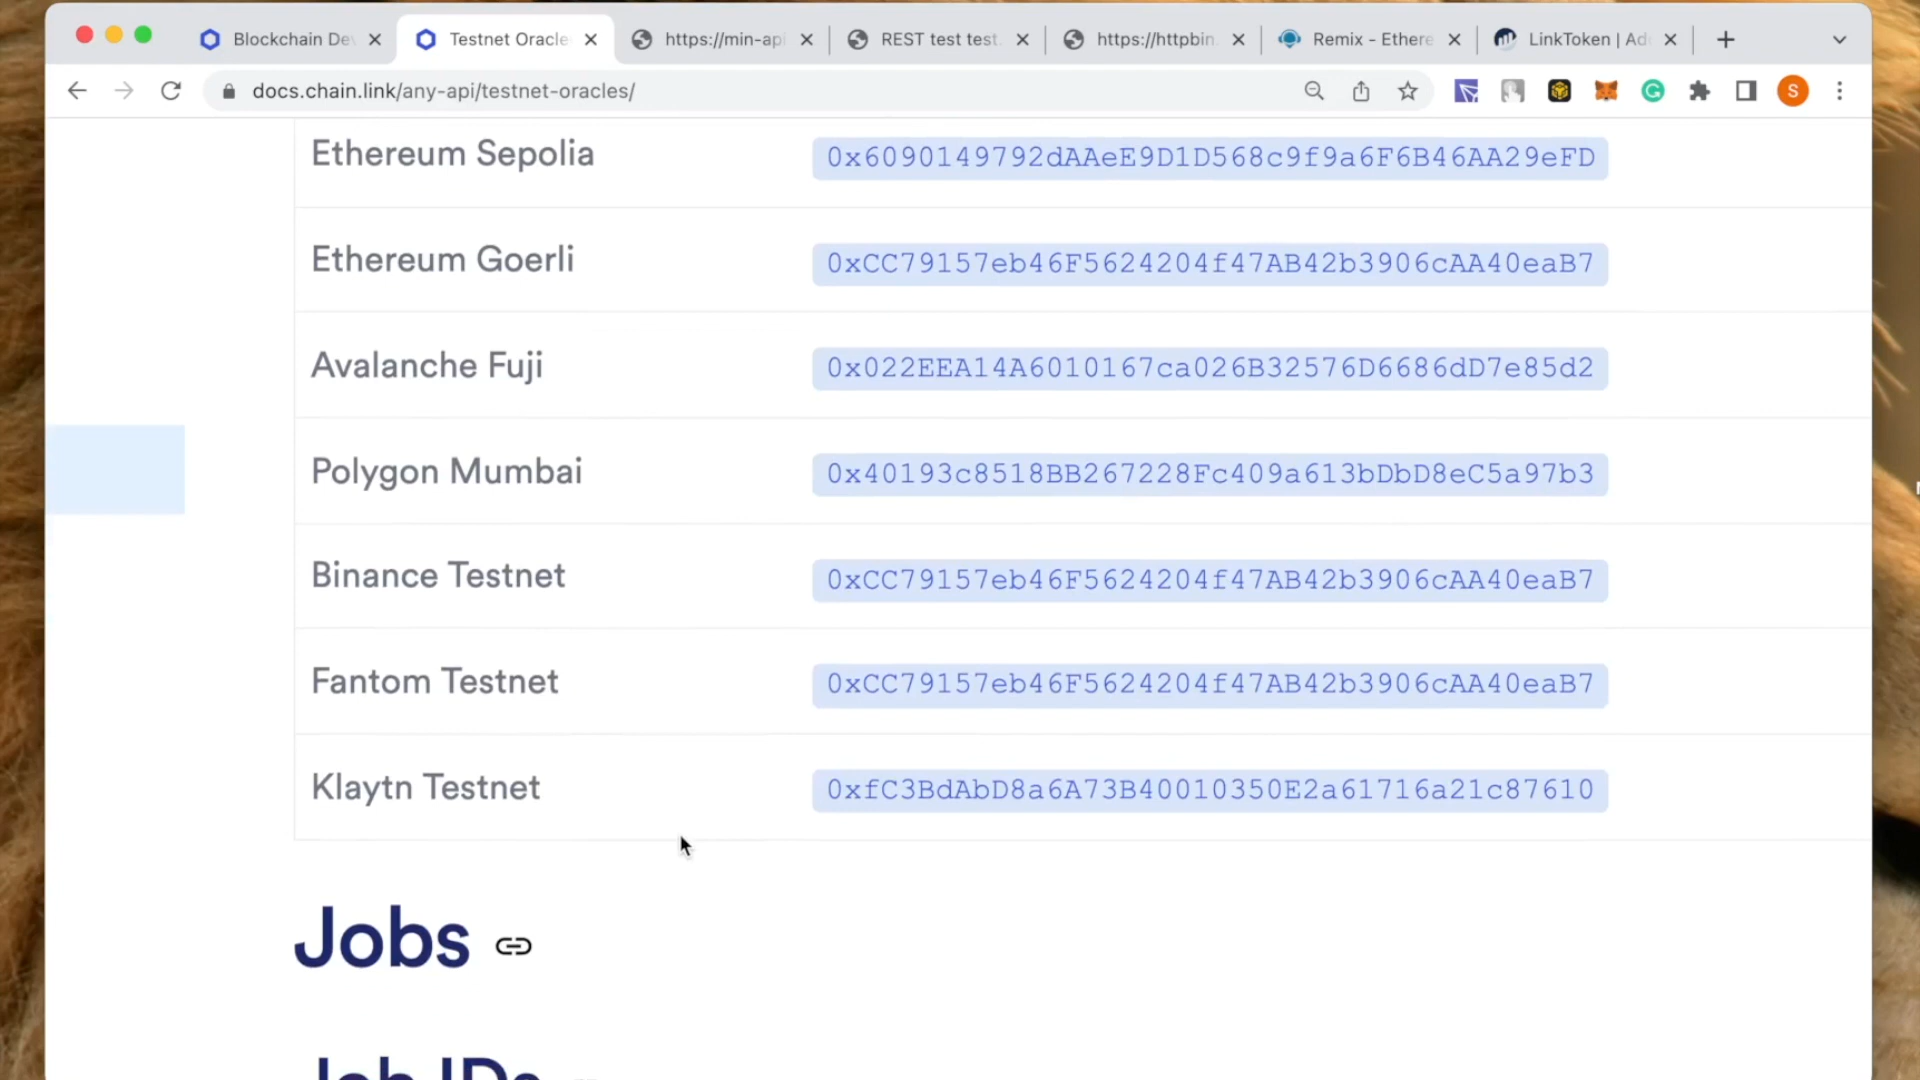 Blockchain De
Testnet Oracle
https://min-api
REST test test.
https://httpbin.
Remix - Ethere
LinkToken | Ad
docs.chain.link/any-api/testnet-oracles/
S
Ethereum Sepolia 0x6090149792dAAeE9D1D568c9f9a6F6B46AA29eFD
Ethereum Goerli 0xCC79157eb46F5624204f47AB42b3906cAA40eaB7
Avalanche Fuji 0x022EEA14A6010167ca026B32576D6686dD7e85d2
Polygon Mumbai 0x40193c8518BB267228Fc409a613bDbD8eC5a97b3
Binance Testnet 0xCC79157eb46F5624204f47AB42b3906cAA40eaB7
Fantom Testnet 0xCC79157eb46F5624204f47AB42b3906cAA40eaB7
Klaytn Testnet 0xfC3BdAbD8a6A73B40010350E2a61716a21c87610
Jobs
Job IDs